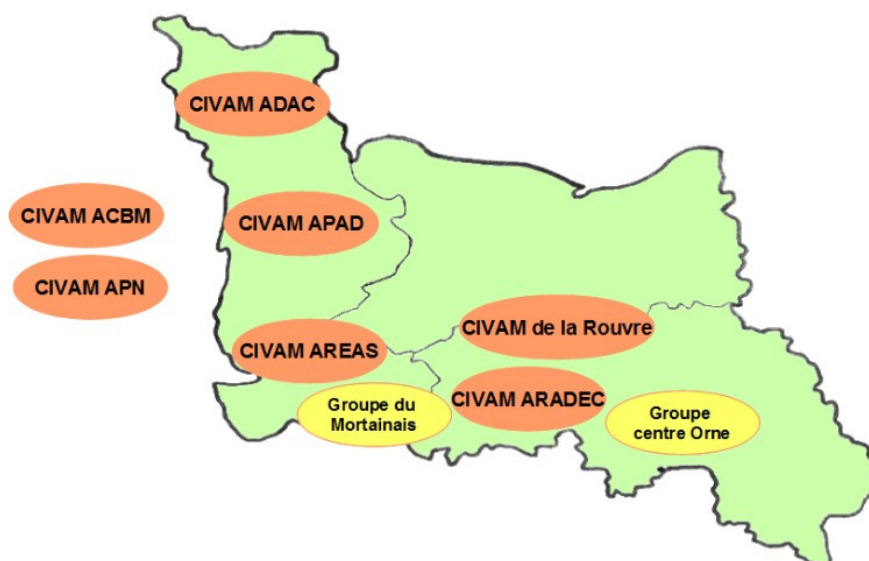 CIVAM ADAC
CIVAM ACBM
CIVAM APAD
CIVAM APN
CIVAM de la Rouvre
CIVAM AREAS
CIVAM ARADEC
Groupe du
Mortainais
Groupe
centre Orne